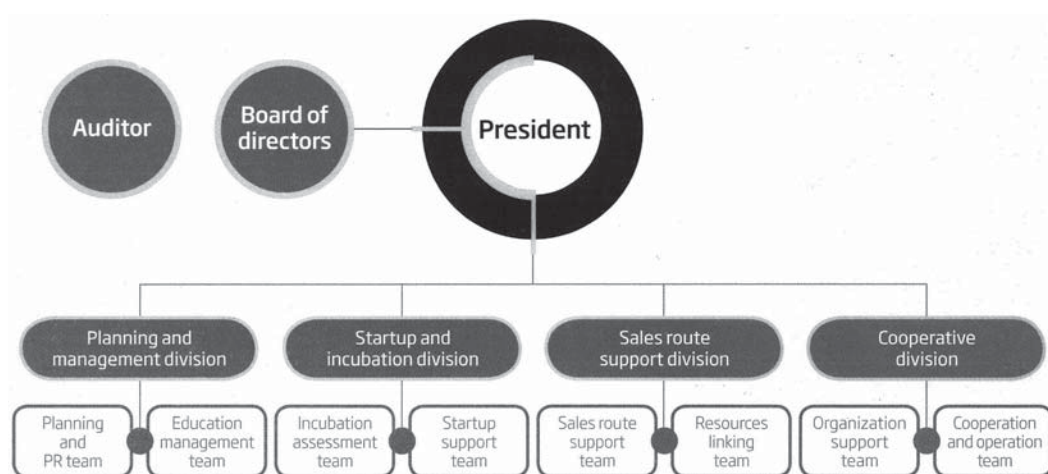 Auditor
Board of
directors
President
Planning and
management division
Startup and
incubation division
Sales route
support division
Cooperative
division
Planning
and
PR team
Education
management
team
Incubation
assessment
team
Startup
support
team
Sales route
support
team
Resources
linking
team
Organization
support
team
Cooperation
and operation
team